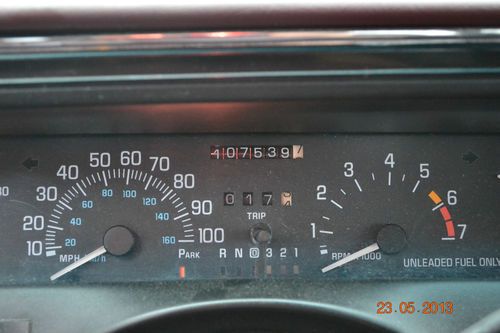 107539
30 40 50 60 70 80 90 100
10 20 20 40 60 80 100 120 140 160
MPH km/h
017
TRIP
PARK R N D 3 2 1
1 2 3 4 5 6 7
RPM x1000
UNLEADED FUEL ONLY
23.05.2013